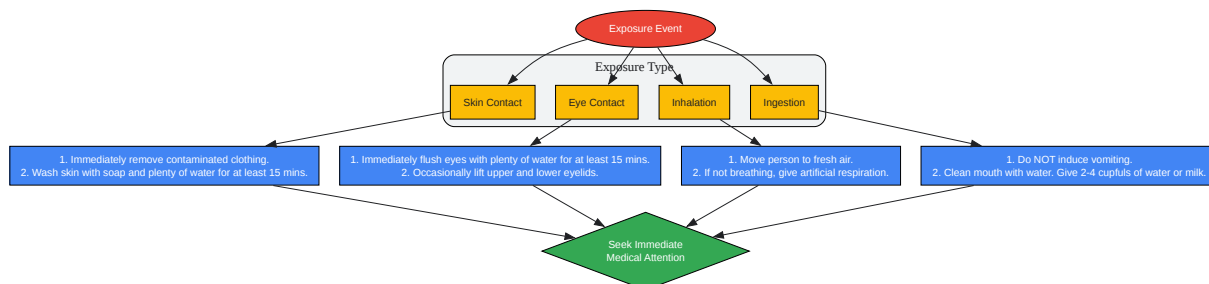 Exposure Event
Exposure Type
Skin Contact
Eye Contact
Inhalation
Ingestion
1. Immediately remove contaminated clothing.
2. Wash skin with soap and plenty of water for at least 15 mins.
1. Immediately flush eyes with plenty of water for at least 15 mins.
2. Occasionally lift upper and lower eyelids.
1. Move person to fresh air.
2. If not breathing, give artificial respiration.
1. Do NOT induce vomiting.
2. Clean mouth with water. Give 2-4 cupfuls of water or milk.
Seek Immediate
Medical Attention